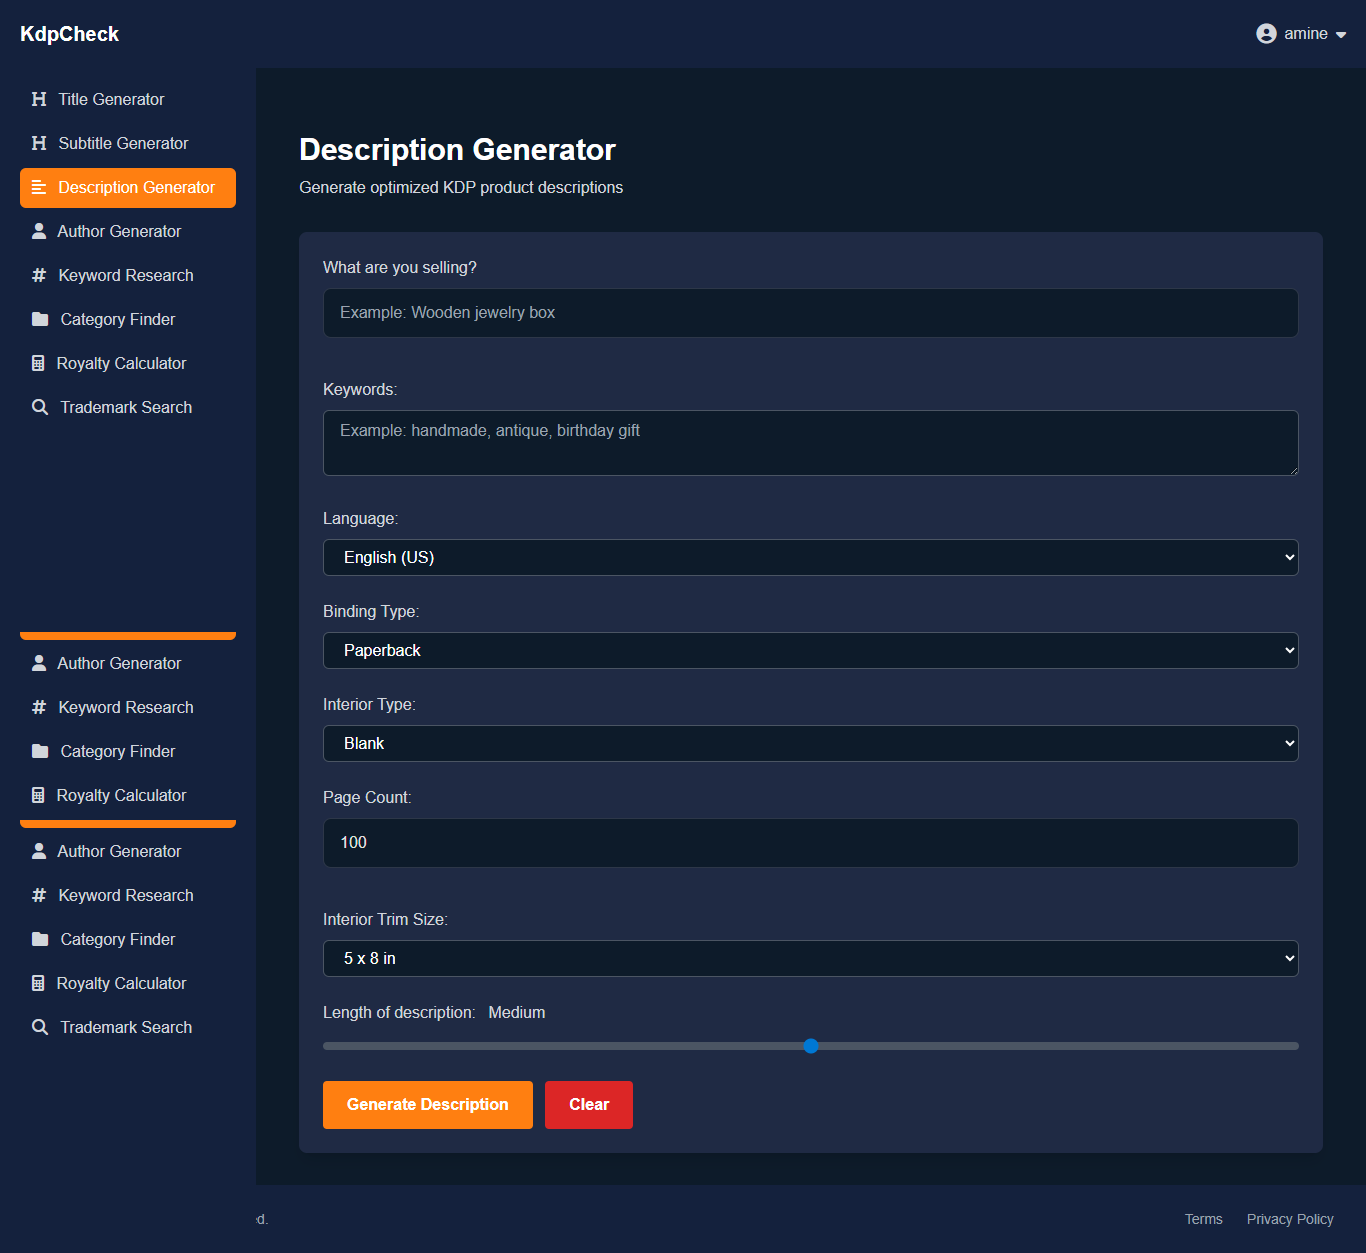 KdpCheck
amine
Title Generator
Subtitle Generator
Description Generator
Author Generator
Keyword Research
Category Finder
Royalty Calculator
Trademark Search
Author Generator
Keyword Research
Category Finder
Royalty Calculator
Author Generator
Keyword Research
Category Finder
Royalty Calculator
Trademark Search
Description Generator
Generate optimized KDP product descriptions
What are you selling?
Example: Wooden jewelry box
Keywords:
Example: handmade, antique, birthday gift
Language:
English (US)
Binding Type:
Paperback
Interior Type:
Blank
Page Count:
100
Interior Trim Size:
5 x 8 in
Length of description: Medium
Generate Description Clear
Terms Privacy Policy